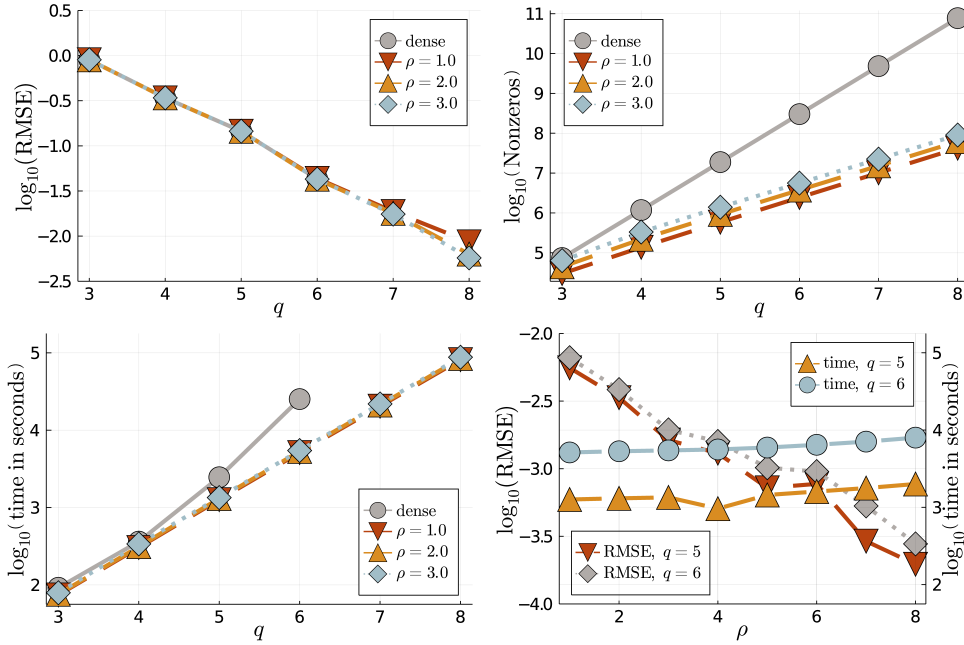 log₁₀(RMSE)
0.5
0.0
−0.5
−1.0
−1.5
−2.0
−2.5
3 4 5 6 7 8
q
dense
ρ = 1.0
ρ = 2.0
ρ = 3.0
log₁₀(Nonzeros)
11
10
9
8
7
6
5
3 4 5 6 7 8
q
dense
ρ = 1.0
ρ = 2.0
ρ = 3.0
log₁₀(time in seconds)
5
4
3
2
3 4 5 6 7 8
q
dense
ρ = 1.0
ρ = 2.0
ρ = 3.0
log₁₀(RMSE)
−2.0
−2.5
−3.0
−3.5
−4.0
2 4 6 8
ρ
time, q = 5
time, q = 6
RMSE, q = 5
RMSE, q = 6
5
4
3
2
log₁₀(time in seconds)